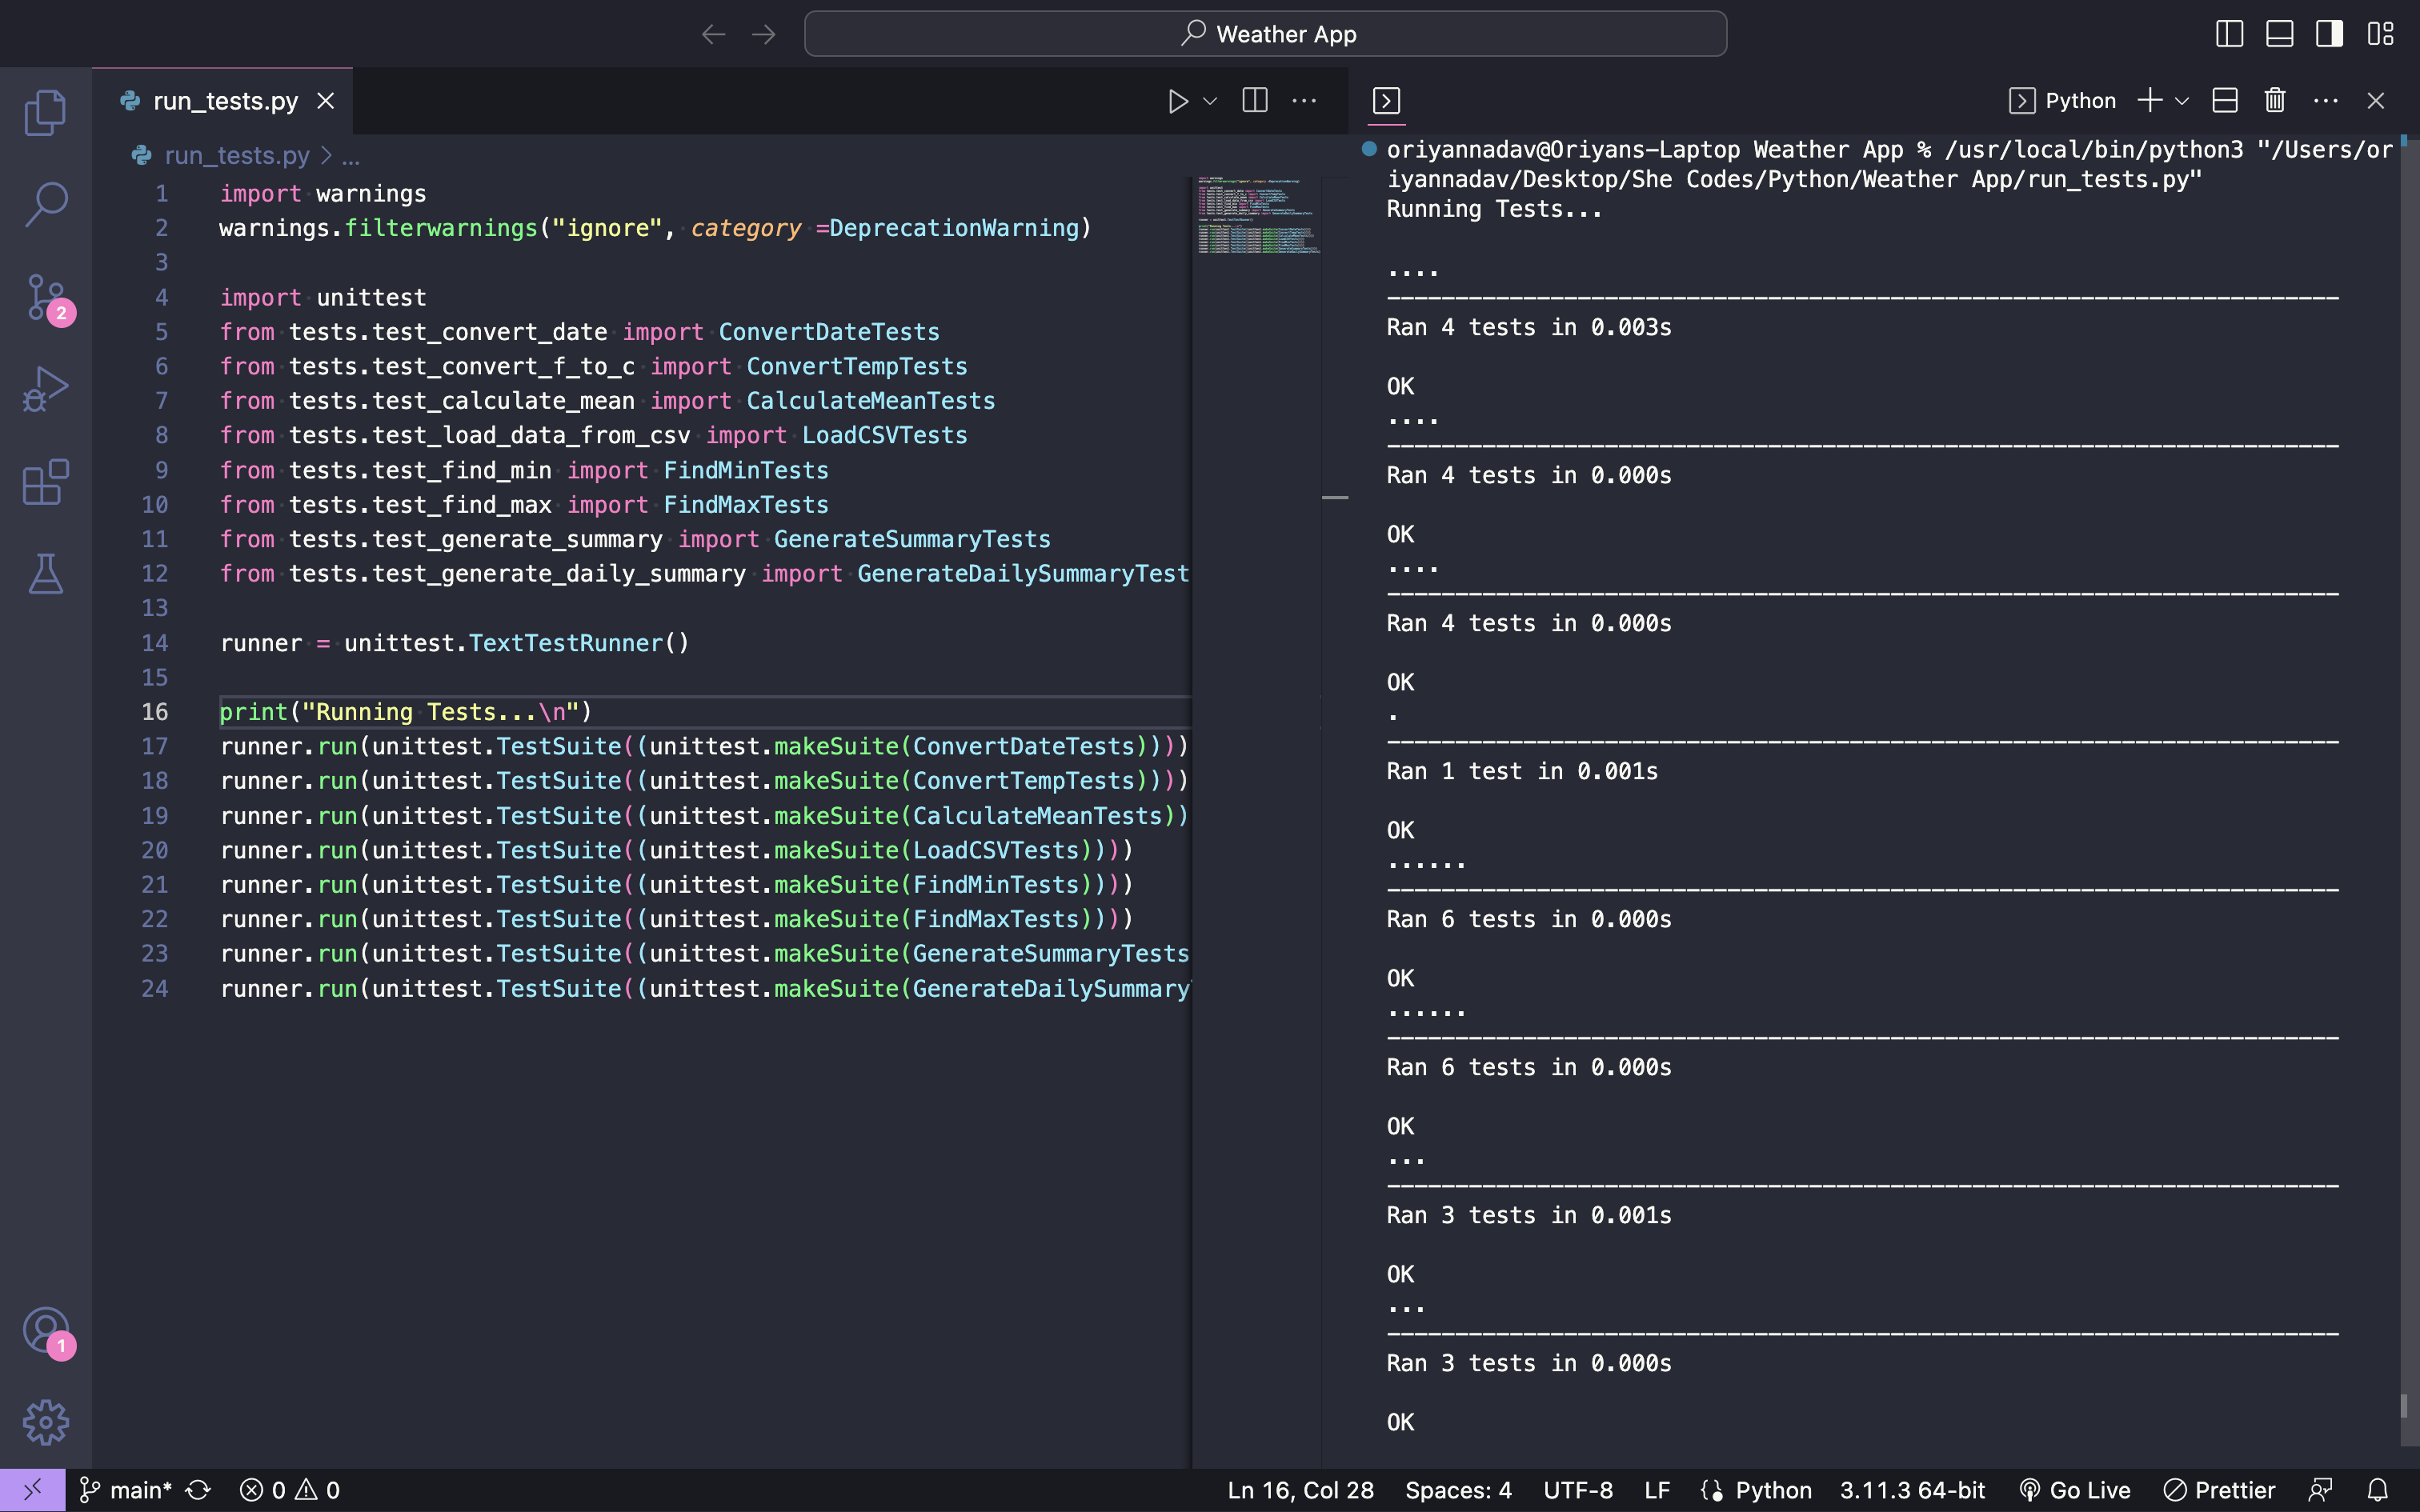 Weather App
run_tests.py
run_tests.py > ...
1 import warnings
2 warnings.filterwarnings("ignore", category =DeprecationWarning)
3
4 import unittest
5 from tests.test_convert_date import ConvertDateTests
6 from tests.test_convert_f_to_c import ConvertTempTests
7 from tests.test_calculate_mean import CalculateMeanTests
8 from tests.test_load_data_from_csv import LoadCSVTests
9 from tests.test_find_min import FindMinTests
10 from tests.test_find_max import FindMaxTests
11 from tests.test_generate_summary import GenerateSummaryTests
12 from tests.test_generate_daily_summary import GenerateDailySummaryTest
13
14 runner = unittest.TextTestRunner()
15
16 print("Running Tests...\n")
17 runner.run(unittest.TestSuite((unittest.makeSuite(ConvertDateTests))))
18 runner.run(unittest.TestSuite((unittest.makeSuite(ConvertTempTests))))
19 runner.run(unittest.TestSuite((unittest.makeSuite(CalculateMeanTests))
20 runner.run(unittest.TestSuite((unittest.makeSuite(LoadCSVTests))))
21 runner.run(unittest.TestSuite((unittest.makeSuite(FindMinTests))))
22 runner.run(unittest.TestSuite((unittest.makeSuite(FindMaxTests))))
23 runner.run(unittest.TestSuite((unittest.makeSuite(GenerateSummaryTests
24 runner.run(unittest.TestSuite((unittest.makeSuite(GenerateDailySummary
2
1
Python
oriyannadav@Oriyans-Laptop Weather App % /usr/local/bin/python3 "/Users/or
iyannadav/Desktop/She Codes/Python/Weather App/run_tests.py"
Running Tests...
....
----------------------------------------------------------------------
Ran 4 tests in 0.003s
OK
....
----------------------------------------------------------------------
Ran 4 tests in 0.000s
OK
....
----------------------------------------------------------------------
Ran 4 tests in 0.000s
OK
.
----------------------------------------------------------------------
Ran 1 test in 0.001s
OK
......
----------------------------------------------------------------------
Ran 6 tests in 0.000s
OK
......
----------------------------------------------------------------------
Ran 6 tests in 0.000s
OK
...
----------------------------------------------------------------------
Ran 3 tests in 0.001s
OK
...
----------------------------------------------------------------------
Ran 3 tests in 0.000s
OK
main* 0 0 Ln 16, Col 28 Spaces: 4 UTF-8 LF Python 3.11.3 64-bit Go Live Prettier